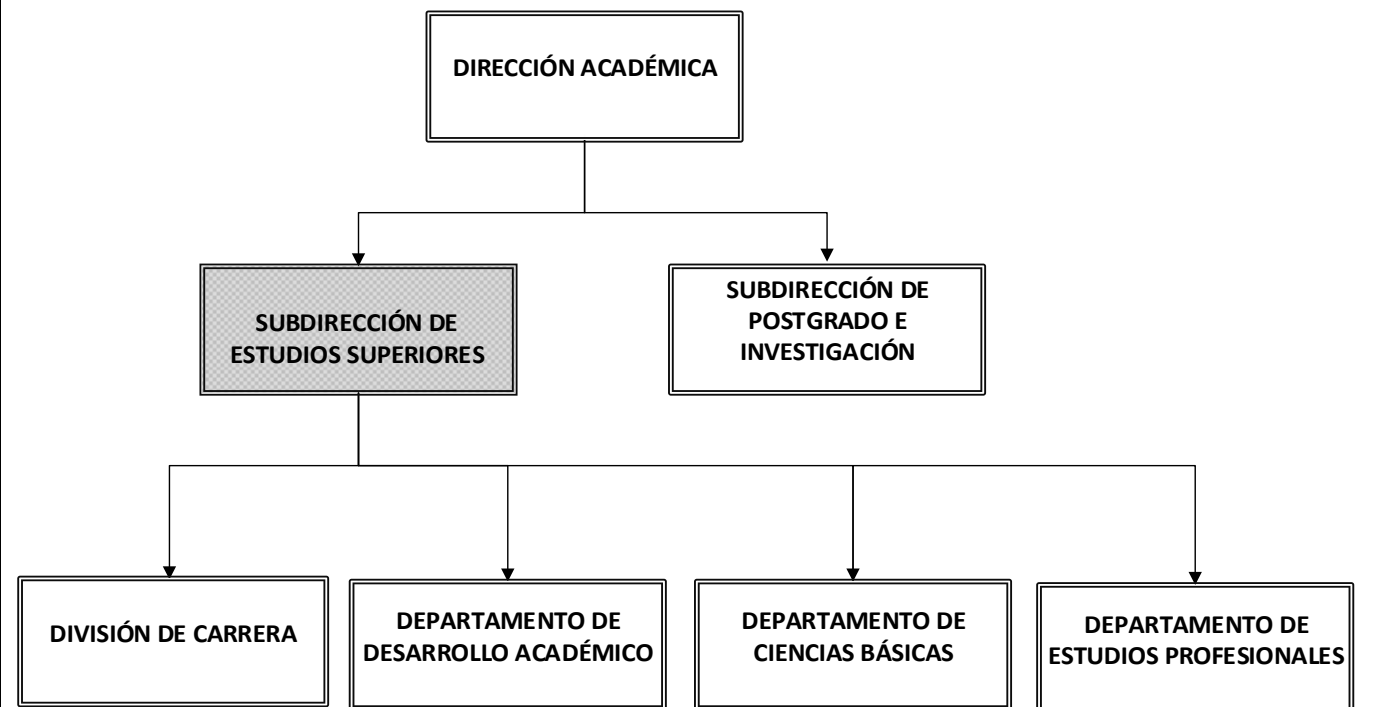 DIRECCIÓN ACADÉMICA
SUBDIRECCIÓN DE
ESTUDIOS SUPERIORES
SUBDIRECCIÓN DE
POSTGRADO E
INVESTIGACIÓN
DIVISIÓN DE CARRERA
DEPARTAMENTO DE
DESARROLLO ACADÉMICO
DEPARTAMENTO DE
CIENCIAS BÁSICAS
DEPARTAMENTO DE
ESTUDIOS PROFESIONALES